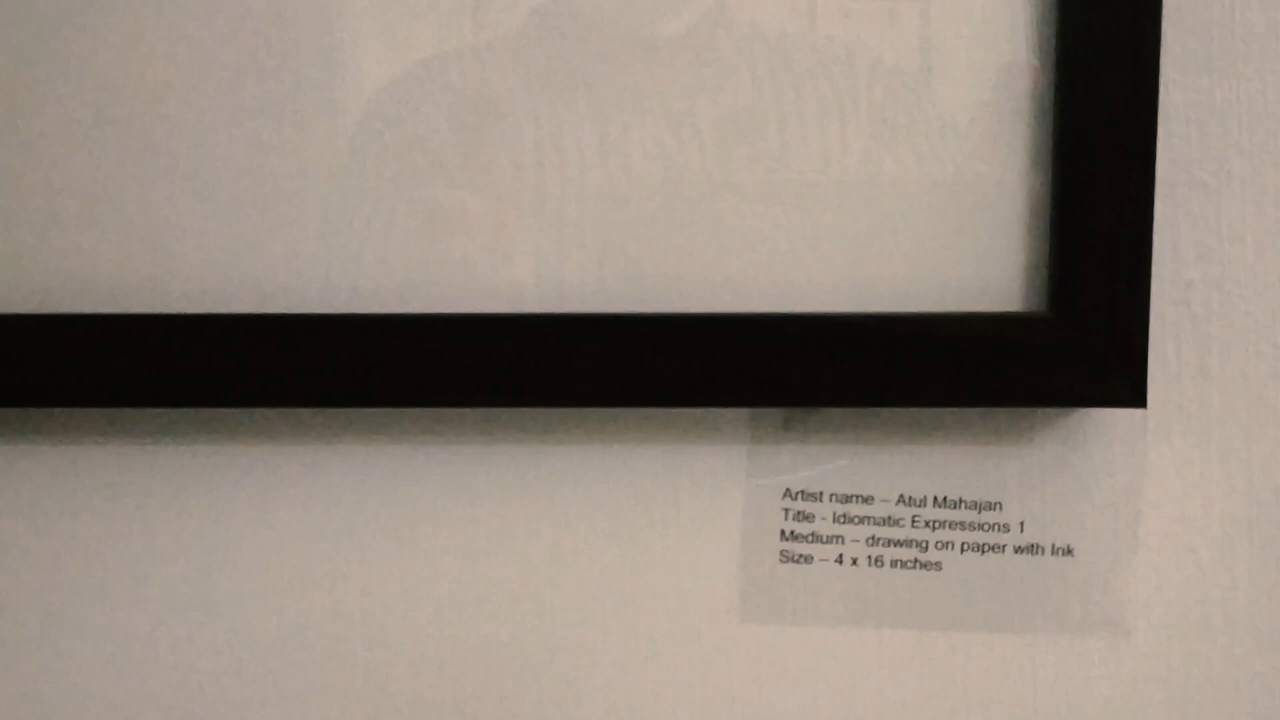 Artist name – Atul Mahajan
Title - Idiomatic Expressions 1
Medium – drawing on paper with Ink
Size – 4 x 16 inches